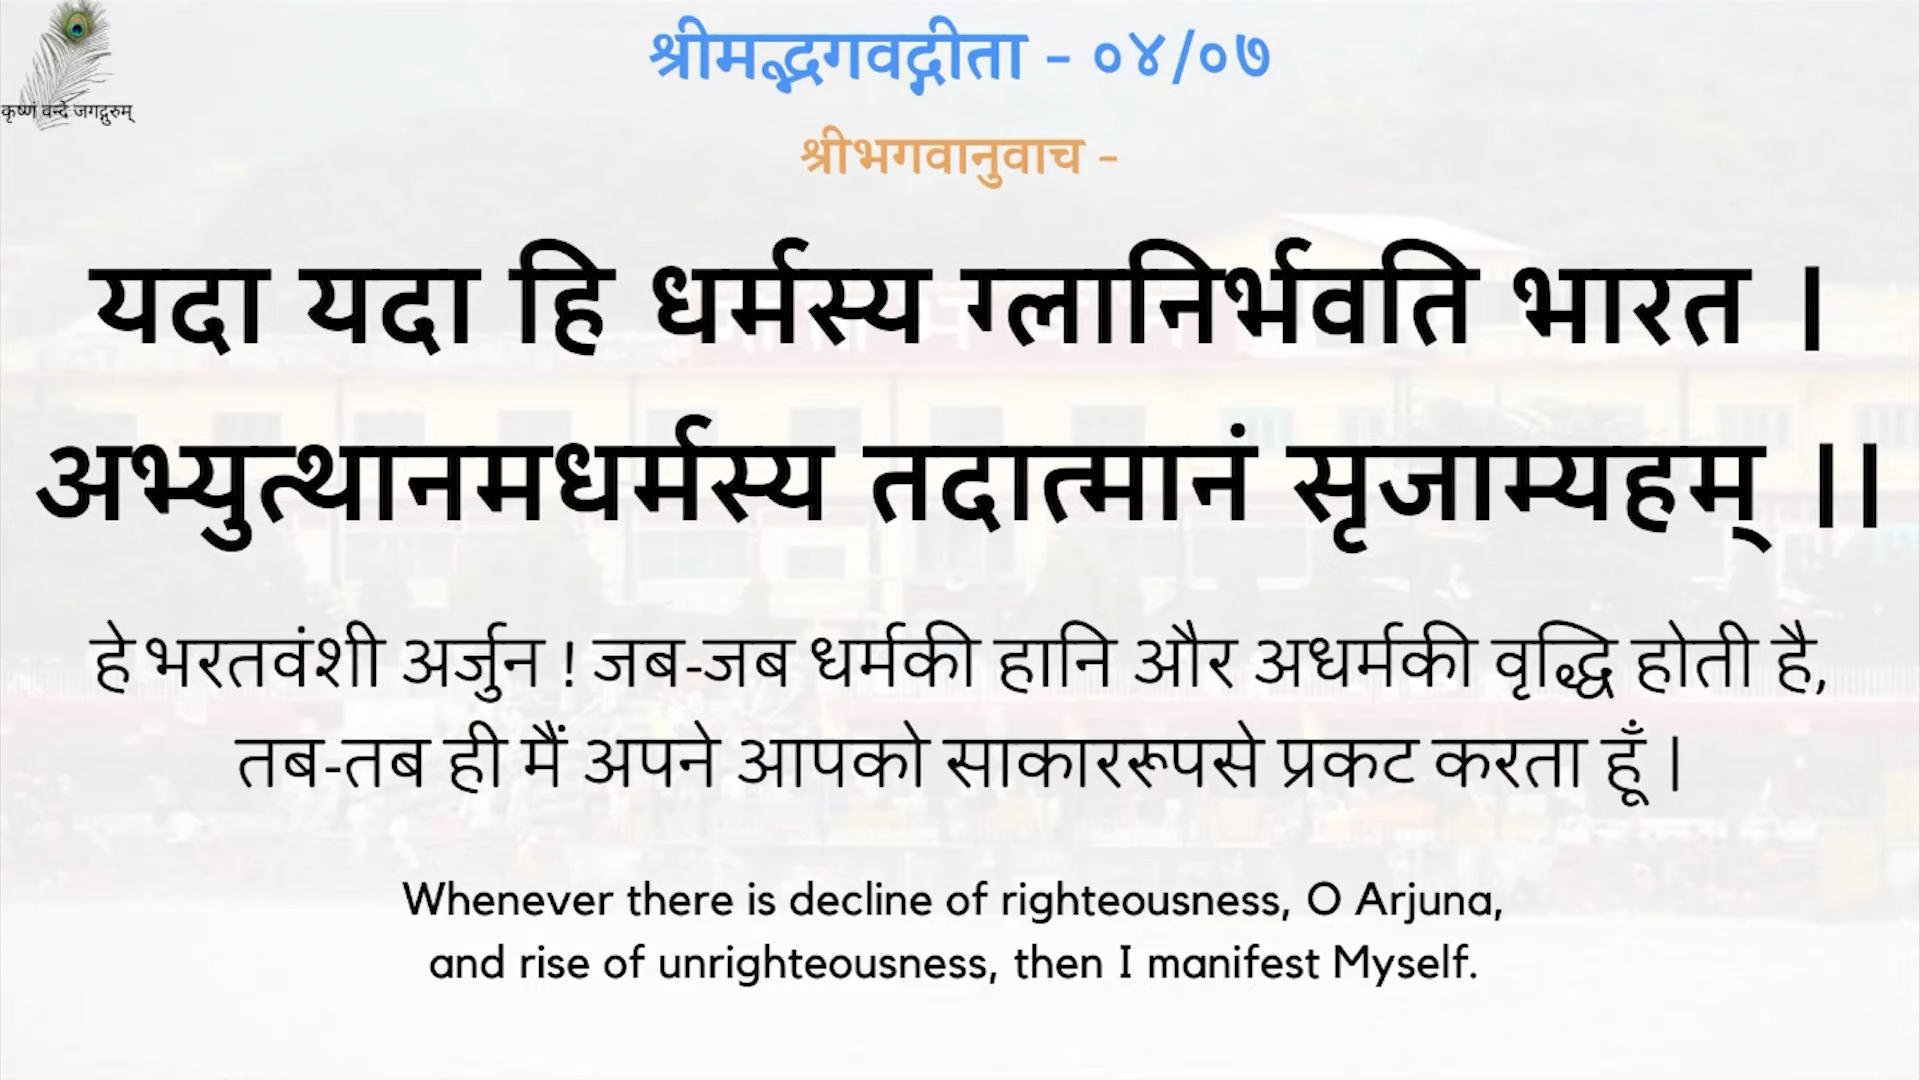 श्रीमद्भगवद्गीता - ०४/०७
कृष्णं वन्दे जगद्गुरुम्
श्रीभगवानुवाच -
यदा यदा हि धर्मस्य ग्लानिर्भवति भारत ।
अभ्युत्थानमधर्मस्य तदात्मानं सृजाम्यहम् ।।
हे भरतवंशी अर्जुन ! जब-जब धर्मकी हानि और अधर्मकी वृद्धि होती है,
तब-तब ही मैं अपने आपको साकाररूपसे प्रकट करता हूँ ।
Whenever there is decline of righteousness, O Arjuna,
and rise of unrighteousness, then I manifest Myself.